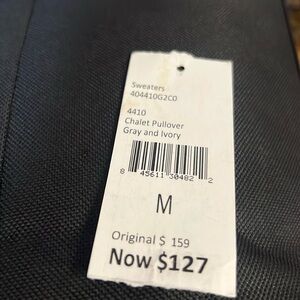 Sweaters
404410G2C0
4410
Chalet Pullover
Gray and Ivory
8 45611 30482 2
M
Original $ 159
Now $127